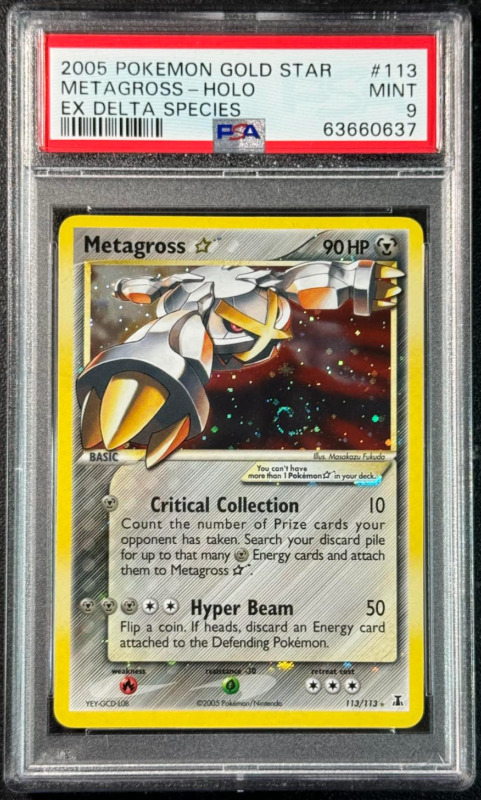 2005 POKEMON GOLD STAR #113
METAGROSS-HOLO MINT
EX DELTA SPECIES 9
PSA 63660637
Metagross ☆ 90 HP
BASIC Illus. Masakazu Fukuda
You can't have
more than 1 Pokémon ☆ in your deck.
Critical Collection 10
Count the number of Prize cards your
opponent has taken. Search your discard pile
for up to that many Energy cards and attach
them to Metagross ☆.
Hyper Beam 50
Flip a coin. If heads, discard an Energy card
attached to the Defending Pokémon.
weakness resistance -30 retreat cost
YEY-GCD-L08 ©2005 Pokémon/Nintendo 113/113 ★